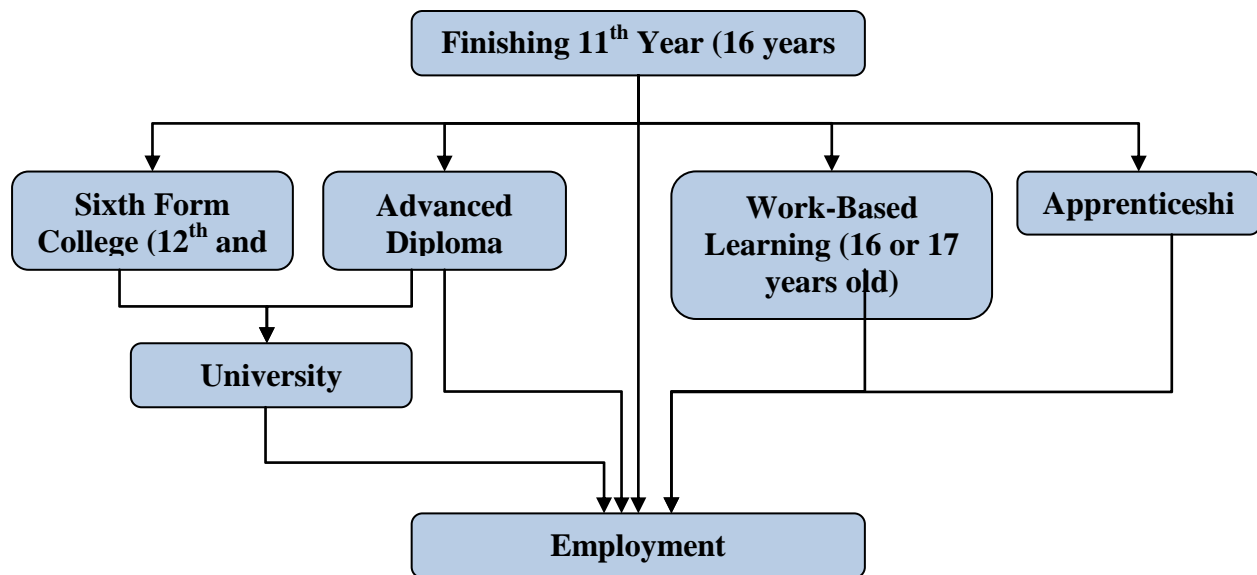 Finishing 11th Year (16 years
Sixth Form
College (12th and
Advanced
Diploma
Work-Based
Learning (16 or 17
years old)
Apprenticeshi
University
Employment